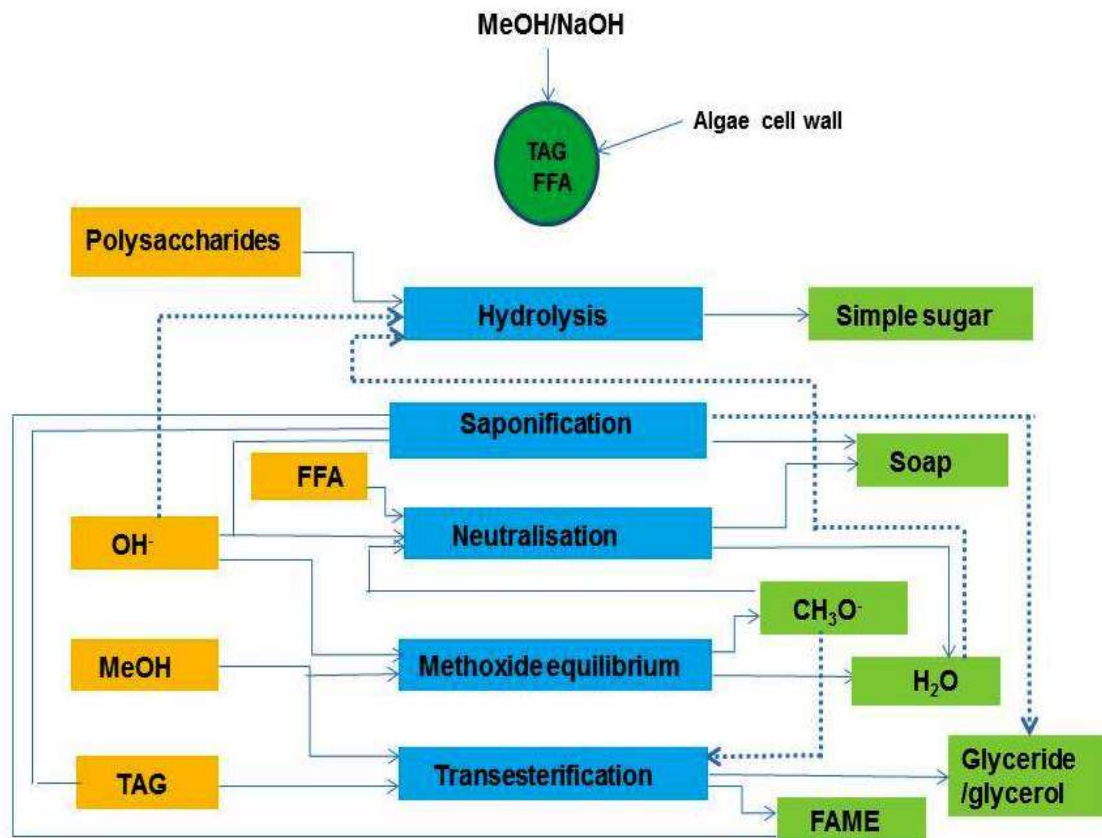 MeOH/NaOH
Algae cell wall
TAG
FFA
Polysaccharides
Hydrolysis
Simple sugar
Saponification
Soap
FFA
Neutralisation
OH-
CH3O-
MeOH
Methoxide equilibrium
H2O
TAG
Transesterification
Glyceride
/glycerol
FAME